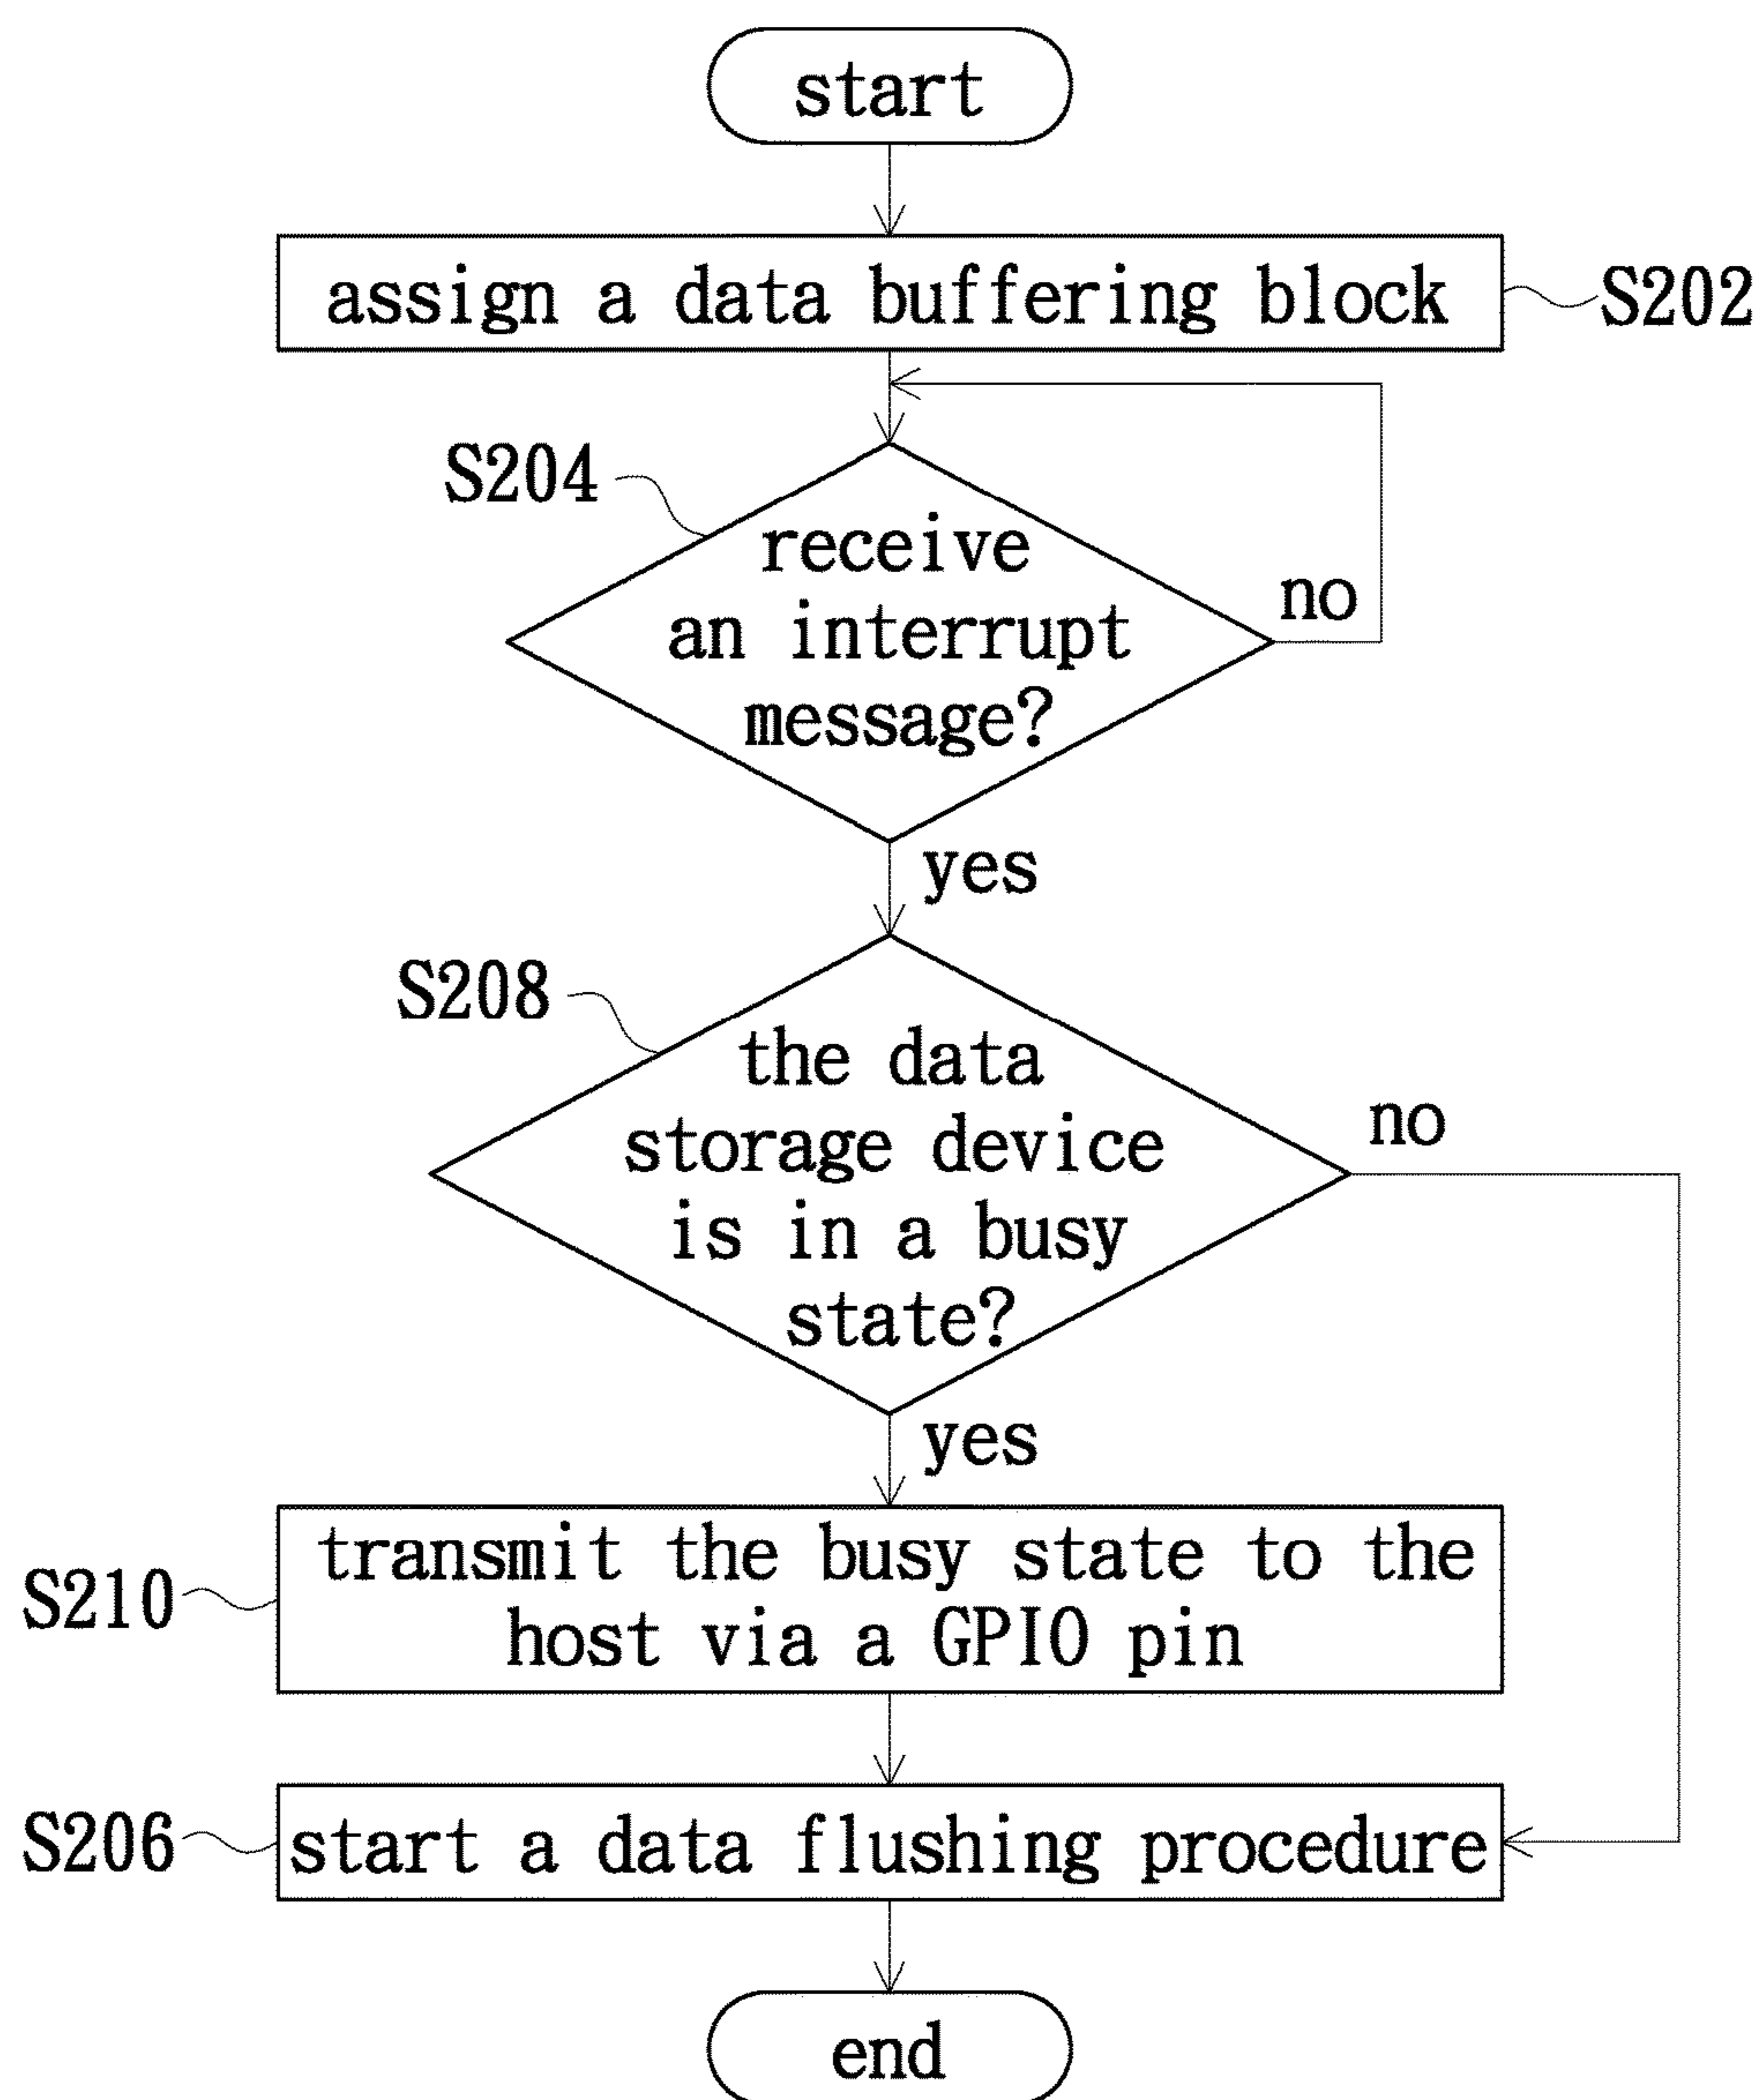 start
assign a data buffering block
S202
S204
receive
an interrupt
message?
no
yes
S208
the data
storage device
is in a busy
state?
no
yes
S210
transmit the busy state to the
host via a GPIO pin
S206
start a data flushing procedure
end